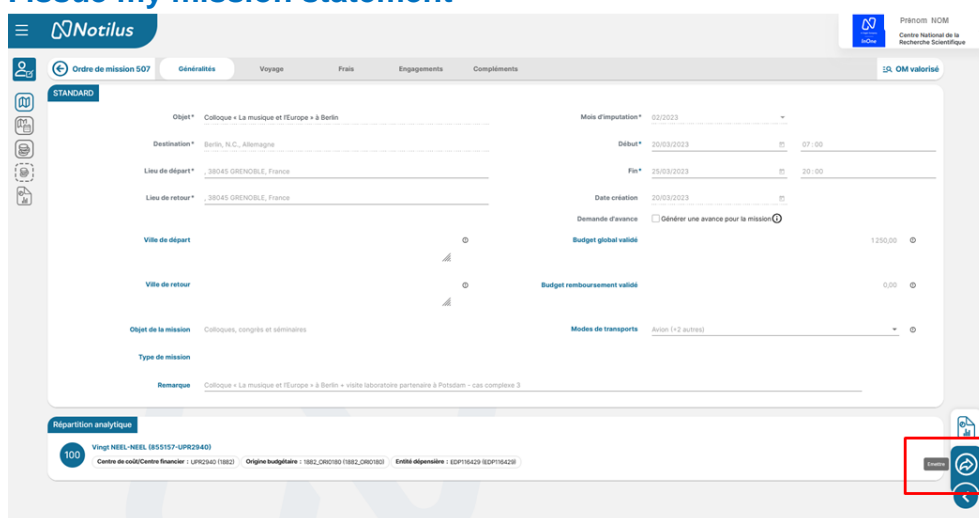 I issue my mission statement
Notilus
Prénom NOM
InOne
Centre National de la
Recherche Scientifique
Ordre de mission 507
Généralités
Voyage
Frais
Engagements
Compléments
OM valorisé
STANDARD
Objet* Colloque « La musique et l'Europe » à Berlin
Mois d'imputation* 02/2023
Destination* Berlin, N.C., Allemagne
Début* 20/03/2023 07:00
Lieu de départ* , 38045 GRENOBLE, France
Fin* 25/03/2023 20:00
Lieu de retour* , 38045 GRENOBLE, France
Date création 20/03/2023
Demande d'avance Générer une avance pour la mission
Ville de départ
Budget global validé 1250,00
Ville de retour
Budget remboursement validé 0,00
Objet de la mission Colloques, congrès et séminaires
Modes de transports Avion (+2 autres)
Type de mission
Remarque Colloque « La musique et l'Europe » à Berlin + visite laboratoire partenaire à Potsdam - cas complexe 3
Répartition analytique
100
Vingt NEEL-NEEL (855157-UPR2940)
Centre de coût/Centre financier : UPR2940 (1882) Origine budgétaire : 1882_ORI0180 (1882_ORI0180) Entité dépensière : EDP116429 (EDP116429)
Emettre